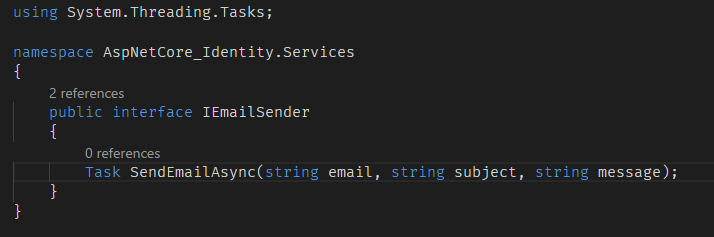 using System.Threading.Tasks;
namespace AspNetCore_Identity.Services
{
2 references
public interface IEmailSender
{
0 references
Task SendEmailAsync(string email, string subject, string message);
}
}